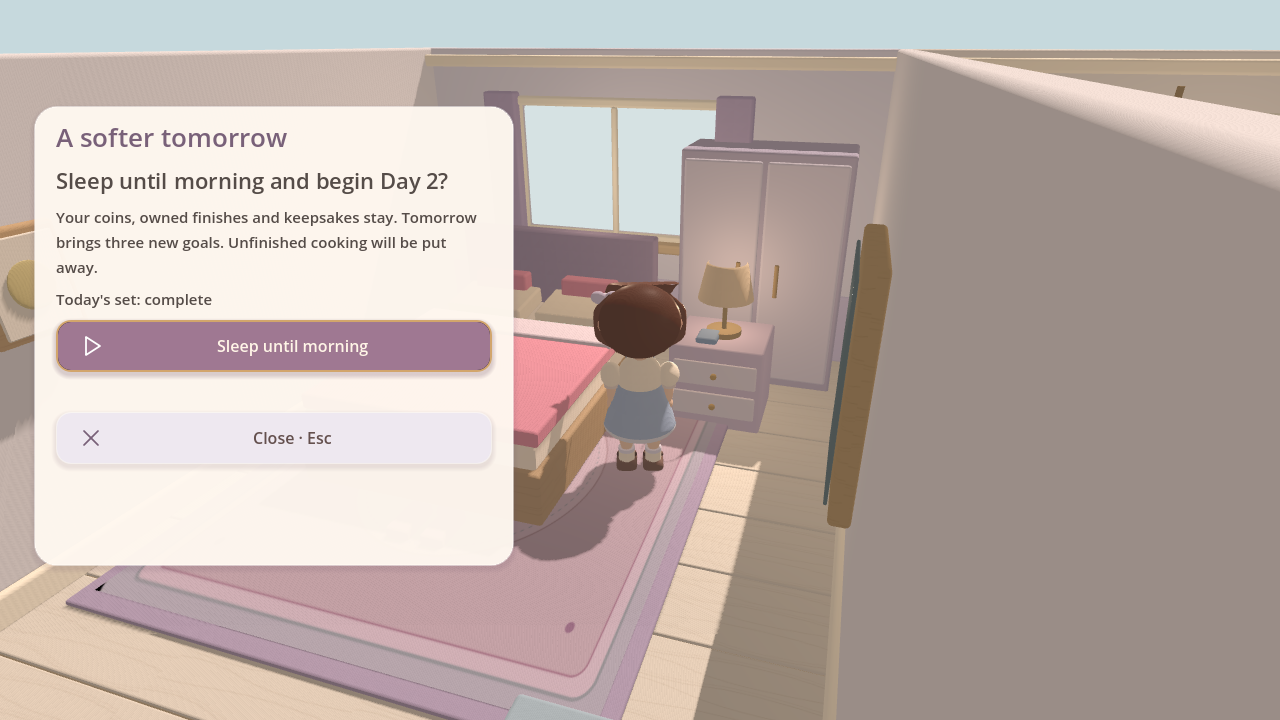 A softer tomorrow
Sleep until morning and begin Day 2?
Your coins, owned finishes and keepsakes stay. Tomorrow
brings three new goals. Unfinished cooking will be put
away.
Today's set: complete
Sleep until morning
Close · Esc